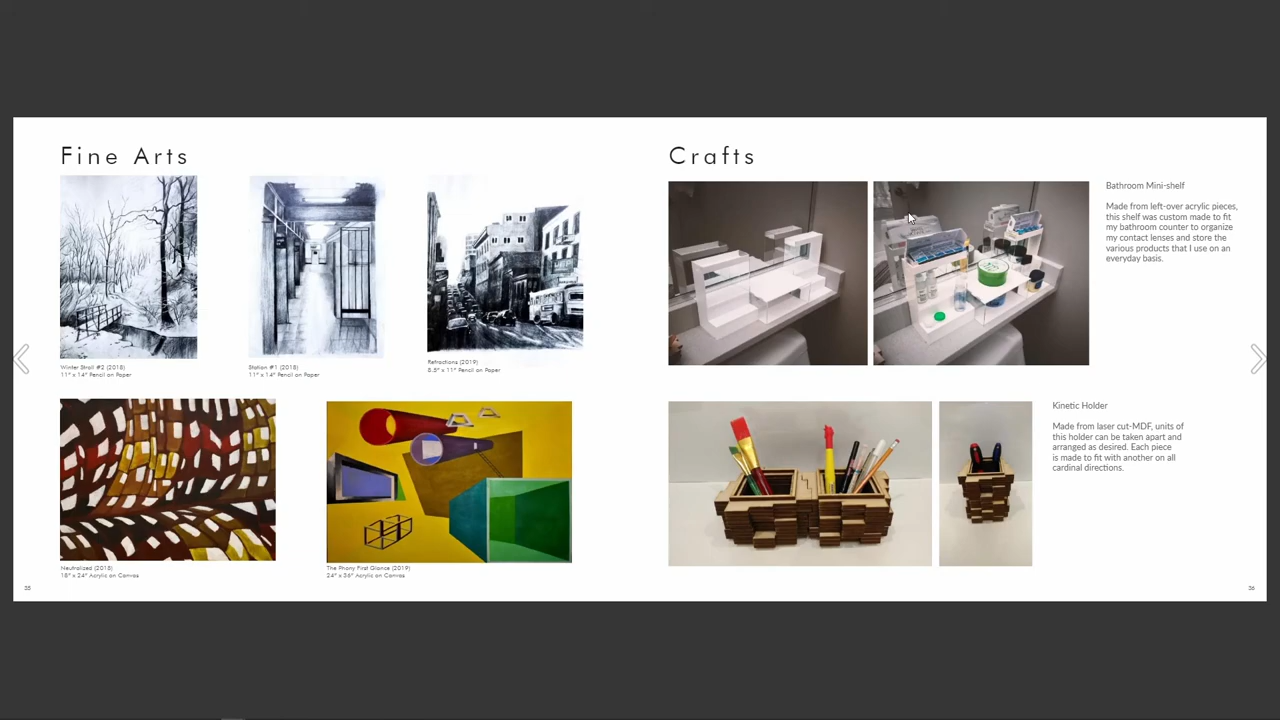 Fine Arts
Winter Stroll #2 (2018)
11" x 14" Pencil on Paper
Station #1 (2018)
11" x 14" Pencil on Paper
Refractions (2019)
8.5" x 11" Pencil on Paper
Neutralized (2018)
18" x 24" Acrylic on Canvas
The Phony First Glance (2019)
24" x 36" Acrylic on Canvas
35
Crafts
Bathroom Mini-shelf
Made from left-over acrylic pieces,
this shelf was custom made to fit
my bathroom counter to organize
my contact lenses and store the
various products that I use on an
everyday basis.
Kinetic Holder
Made from laser cut-MDF, units of
this holder can be taken apart and
arranged as desired. Each piece
is made to fit with another on all
cardinal directions.
36